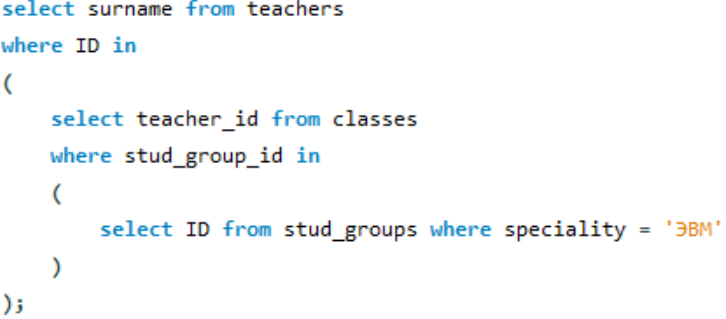 select surname from teachers
where ID in
(
select teacher_id from classes
where stud_group_id in
(
select ID from stud_groups where speciality = 'ЭВМ'
)
);